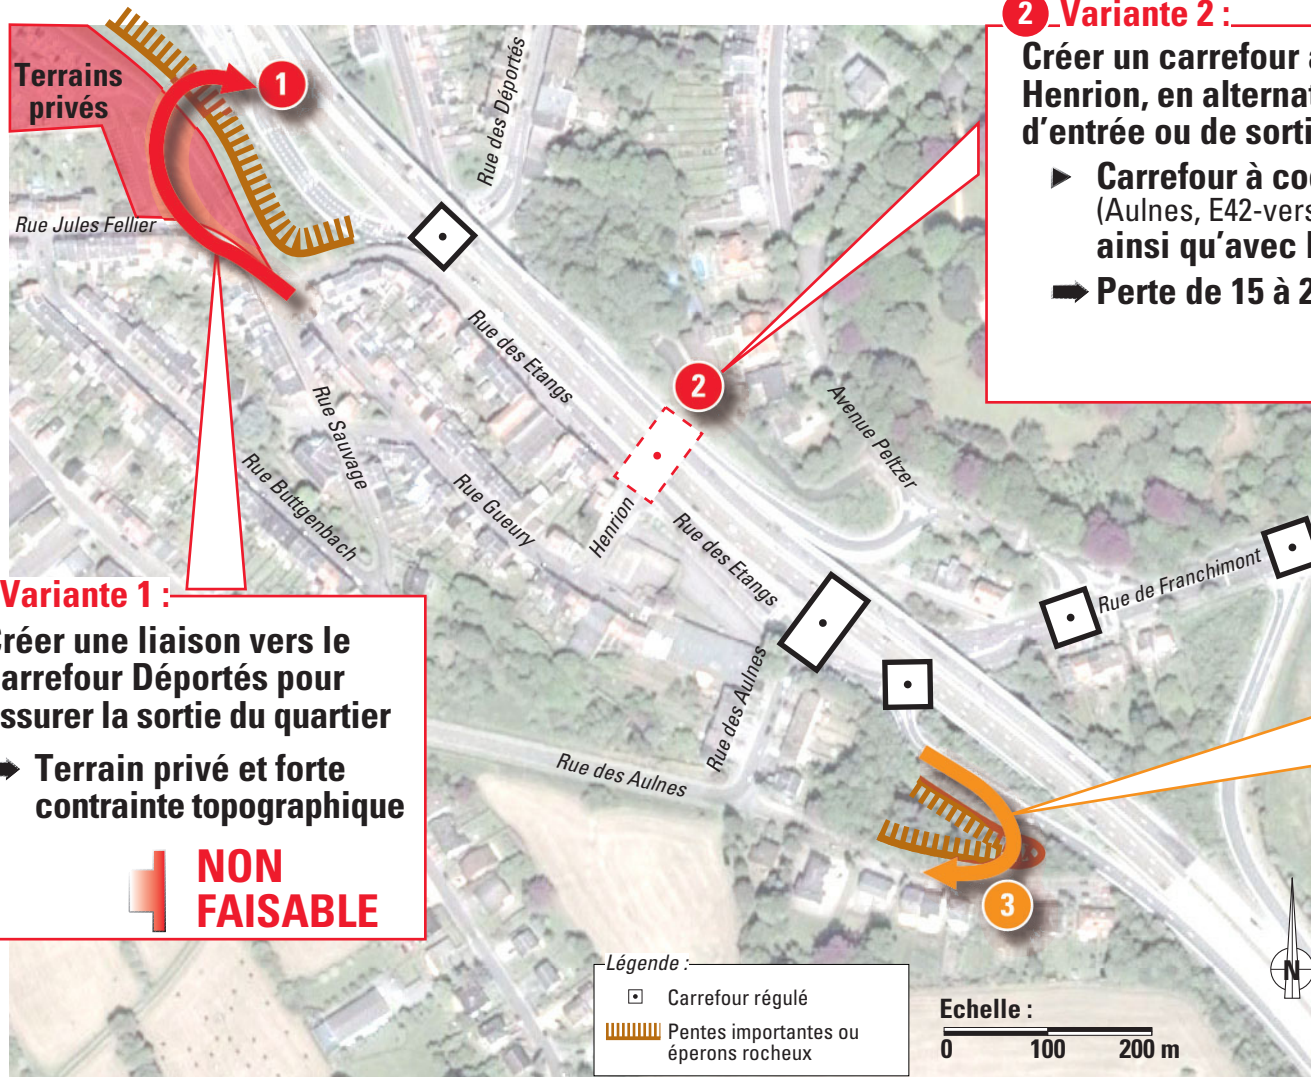 2 Variante 2 :
Créer un carrefour a
Henrion, en alternat
d'entrée ou de sorti
Carrefour à coo
(Aulnes, E42-vers
ainsi qu'avec l
Perte de 15 à 2
Terrains
privés
1
Rue des Déportés
Rue Jules Fellier
Rue des Etangs
2
Avenue Peltzer
Rue Sauvage
Rue Buttgenbach
Rue Gueury
Henrion
Rue des Etangs
Rue de Franchimont
Variante 1 :
Créer une liaison vers le
carrefour Déportés pour
assurer la sortie du quartier
Terrain privé et forte
contrainte topographique
NON
FAISABLE
Rue des Aulnes
Rue des Aulnes
3
Légende :
Carrefour régulé
Pentes importantes ou
éperons rocheux
Echelle :
0 100 200 m
N